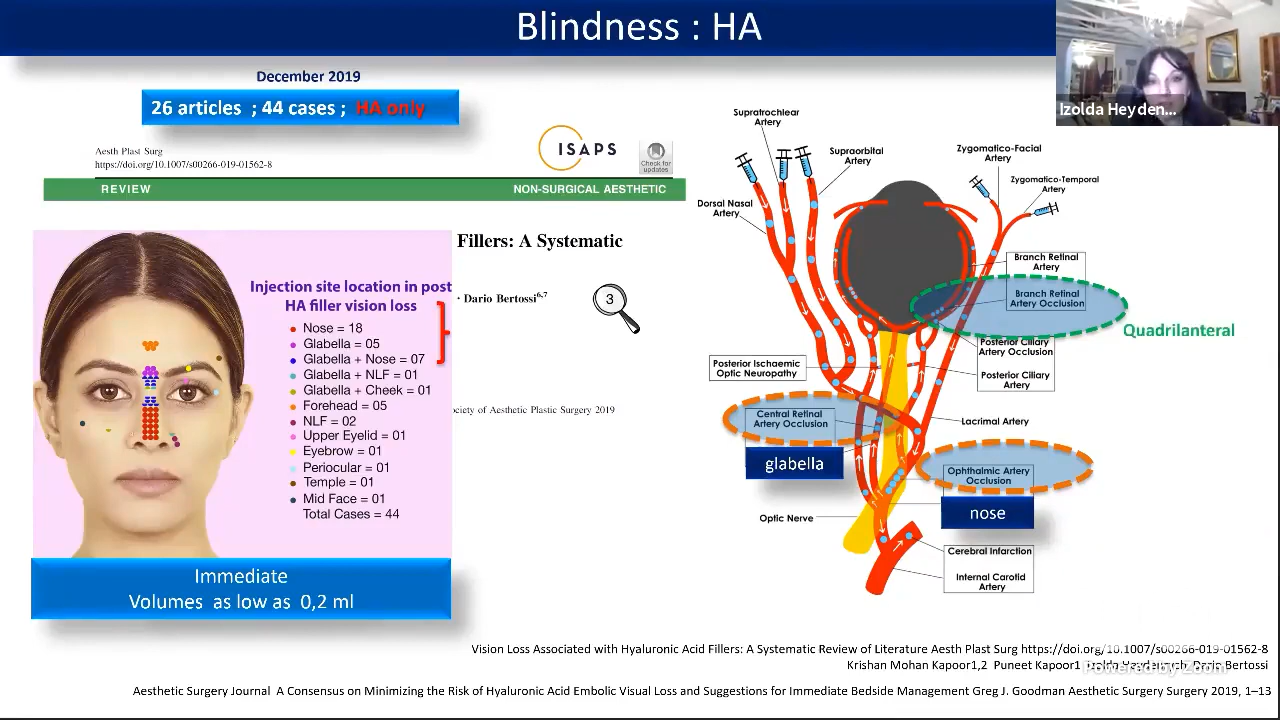 Blindness : HA
Izolda Heyden...
December 2019
26 articles ; 44 cases ; HA only
Aesth Plast Surg
https://doi.org/10.1007/s00266-019-01562-8
ISAPS
Check for
updates
REVIEW
NON-SURGICAL AESTHETIC
Fillers: A Systematic
· Dario Bertossi6,7
3
ociety of Aesthetic Plastic Surgery 2019
Injection site location in post
HA filler vision loss
Nose = 18
Glabella = 05
Glabella + Nose = 07
Glabella + NLF = 01
Glabella + Cheek = 01
Forehead = 05
NLF = 02
Upper Eyelid = 01
Eyebrow = 01
Periocular = 01
Temple = 01
Mid Face = 01
Total Cases = 44
Immediate
Volumes as low as 0,2 ml
Supratrochlear
Artery
Supraorbital
Artery
Zygomatico-Facial
Artery
Zygomatico-Temporal
Artery
Dorsal Nasal
Artery
Branch Retinal
Artery
Branch Retinal
Artery Occlusion
Quadrilanteral
Posterior Ciliary
Artery Occlusion
Posterior Ischaemic
Optic Neuropathy
Posterior Ciliary
Artery
Central Retinal
Artery Occlusion
Lacrimal Artery
glabella
Ophthalmic Artery
Occlusion
nose
Optic Nerve
Cerebral Infarction
Internal Carotid
Artery
Vision Loss Associated with Hyaluronic Acid Fillers: A Systematic Review of Literature Aesth Plast Surg https://doi.org/10.1007/s00266-019-01562-8
Krishan Mohan Kapoor1,2 Puneet Kapoor1 Izolda Heydenrych Dario Bertossi
Powered by Zoom
Aesthetic Surgery Journal A Consensus on Minimizing the Risk of Hyaluronic Acid Embolic Visual Loss and Suggestions for Immediate Bedside Management Greg J. Goodman Aesthetic Surgery Surgery 2019, 1–13